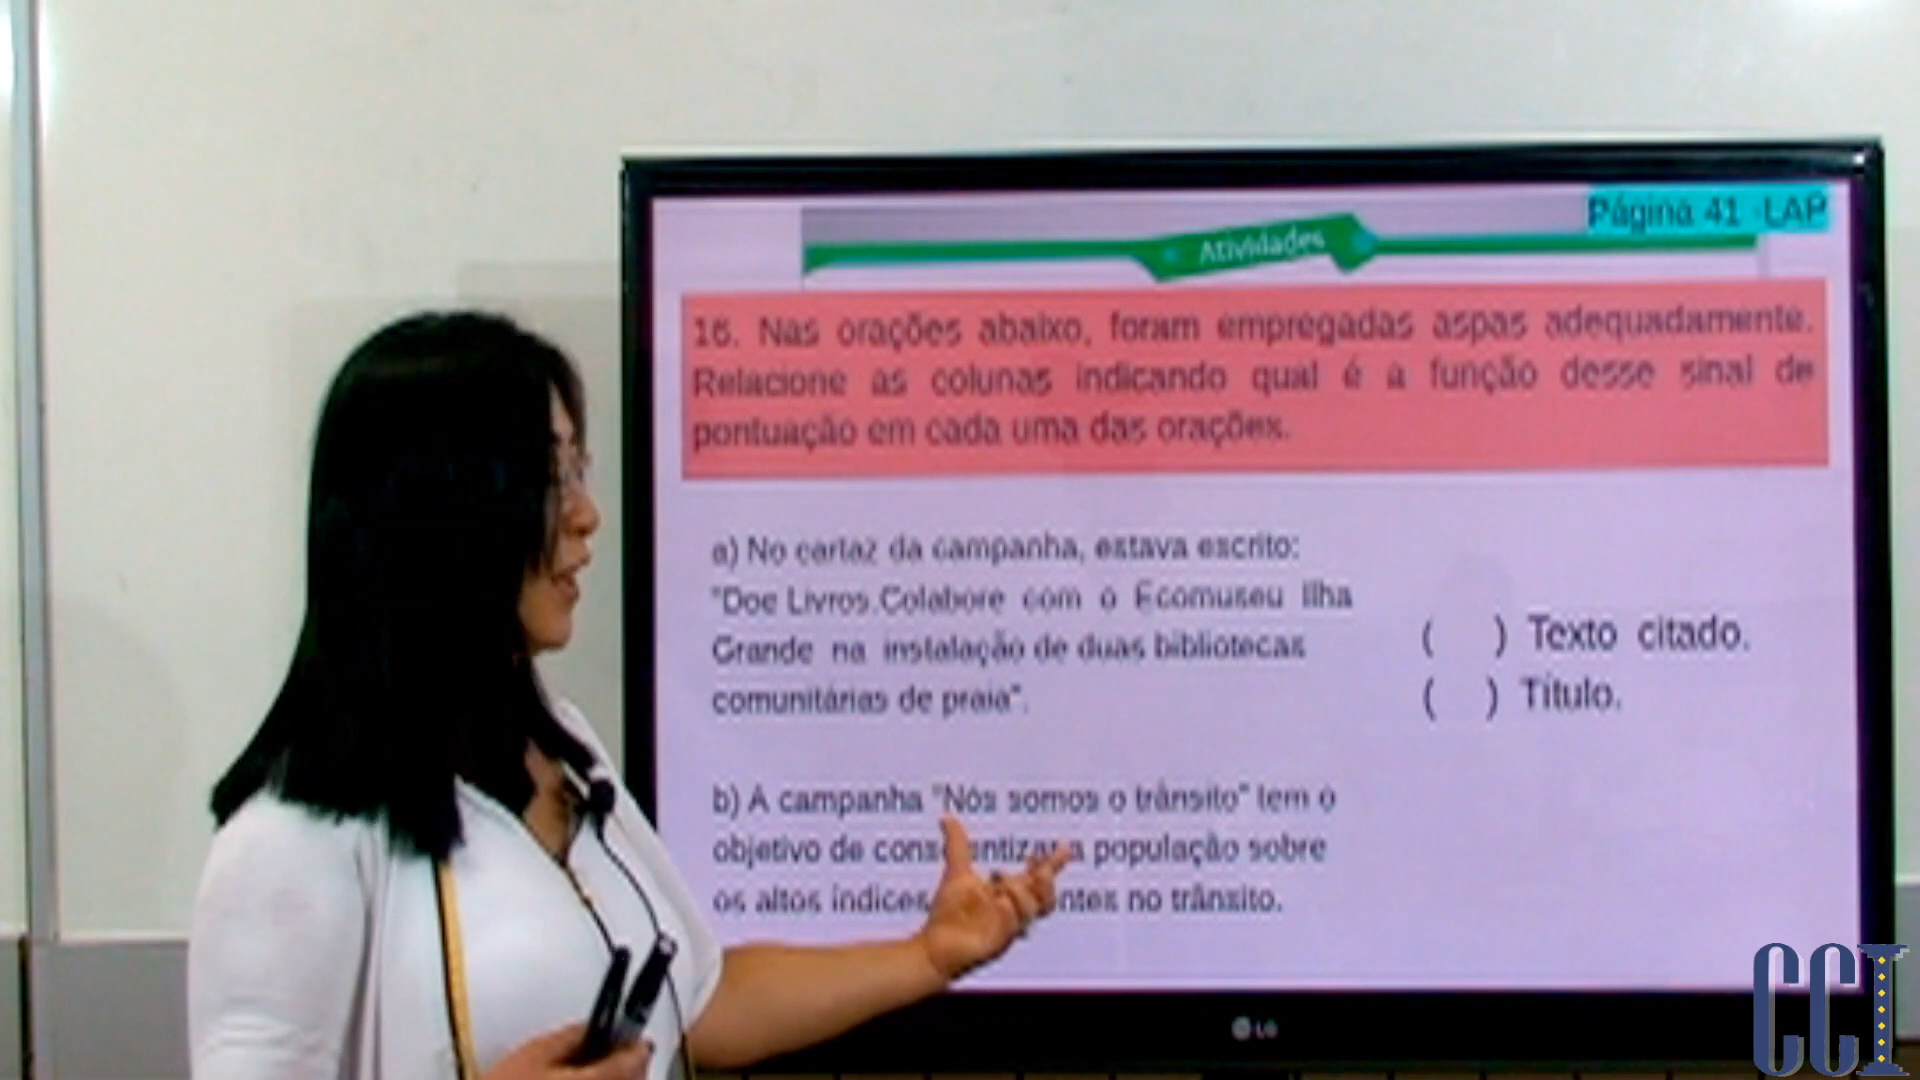 Página 41 -LAP
Atividades
16. Nas orações abaixo, foram empregadas aspas adequadamente.
Relacione as colunas indicando qual é a função desse sinal de
pontuação em cada uma das orações.
a) No cartaz da campanha, estava escrito:
"Doe Livros.Colabore com o Ecomuseu Ilha
Grande na instalação de duas bibliotecas
comunitárias de praia".
( ) Texto citado.
( ) Título.
b) A campanha "Nós somos o trânsito" tem o
objetivo de conscientizar a população sobre
os altos índices no trânsito.
LG
CCI